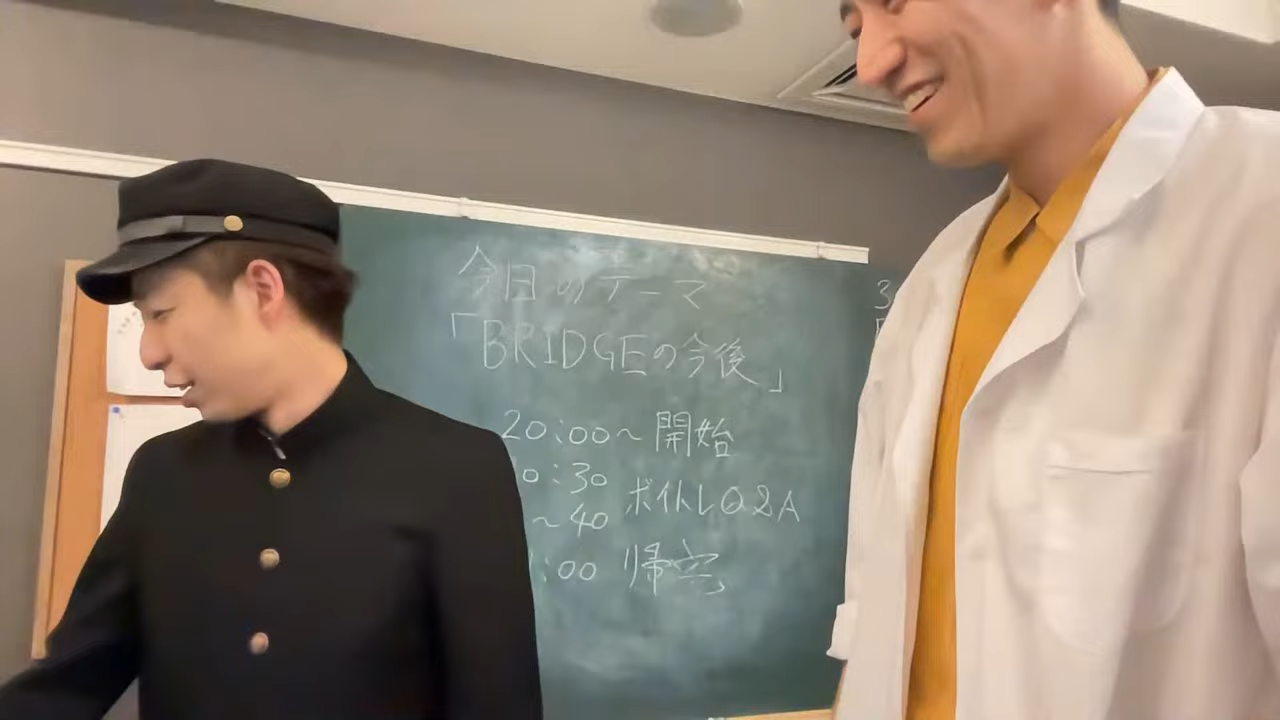 今日のテーマ
「BRIDGEの今後」
20:00~ 開始
0:30
~40 ボイトレQ&A
:00 帰宅
3